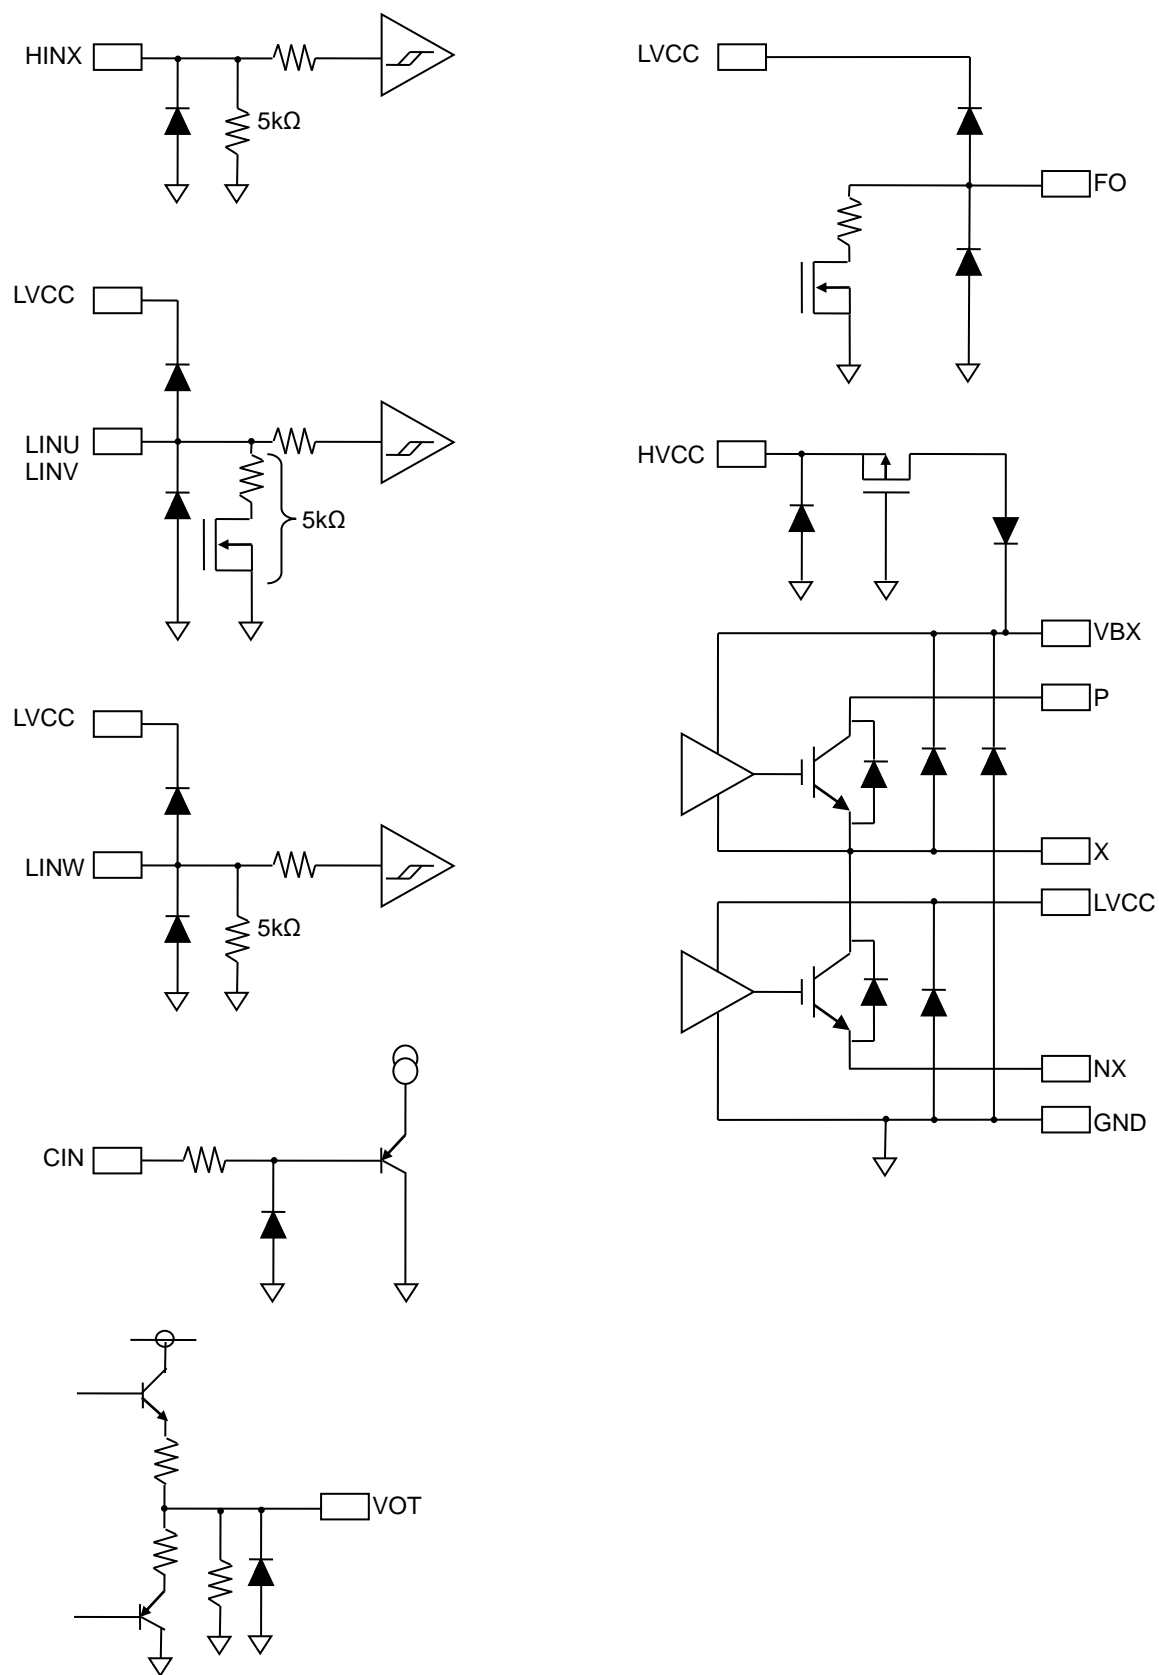 HINX
5kΩ
LVCC
LINU
LINV
5kΩ
LVCC
LINW
5kΩ
CIN
VOT
LVCC
FO
HVCC
VBX
P
X
LVCC
NX
GND